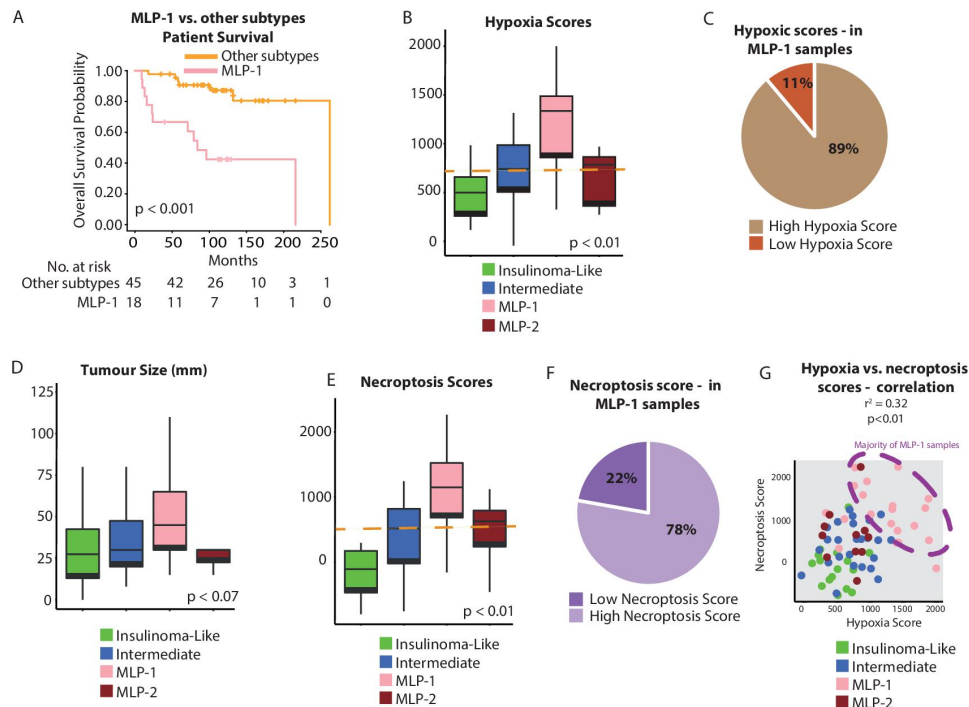 A
MLP-1 vs. other subtypes
Patient Survival
Other subtypes
MLP-1
Overall Survival Probability
1.00
0.80
0.60
0.40
0.20
0.00
p < 0.001
0 50 100 150 200 250
Months
No. at risk
Other subtypes 45 42 26 10 3 1
MLP-1 18 11 7 1 1 0
B
Hypoxia Scores
2000
1500
1000
500
0
p < 0.01
Insulinoma-Like
Intermediate
MLP-1
MLP-2
C
Hypoxic scores - in
MLP-1 samples
11%
89%
High Hypoxia Score
Low Hypoxia Score
D
Tumour Size (mm)
125
100
75
50
25
0
p < 0.07
Insulinoma-Like
Intermediate
MLP-1
MLP-2
E
Necroptosis Scores
2000
1000
0
p < 0.01
Insulinoma-Like
Intermediate
MLP-1
MLP-2
F
Necroptosis score - in
MLP-1 samples
22%
78%
Low Necroptosis Score
High Necroptosis Score
G
Hypoxia vs. necroptosis
scores - correlation
r² = 0.32
p<0.01
Majority of MLP-1 samples
Necroptosis Score
2000
1000
0
0 500 1000 1500 2000
Hypoxia Score
Insulinoma-Like
Intermediate
MLP-1
MLP-2